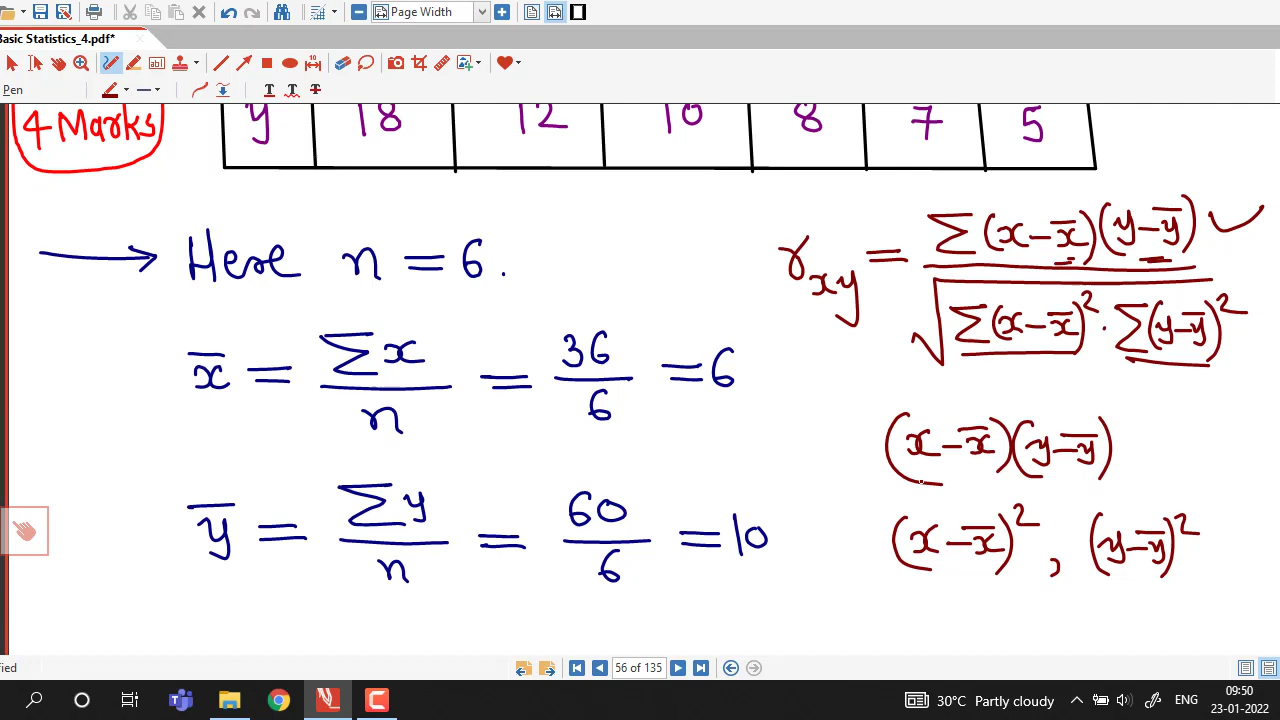 Page Width
Basic Statistics_4.pdf*
Pen
4 Marks
y 18 12 10 8 7 5
→ Here n = 6.
r_xy = Σ(x-x̅)(y-y̅) / √(Σ(x-x̅)² · Σ(y-y̅)²) ✓
x̅ = Σx / n = 36 / 6 = 6
(x-x̅)(y-y̅)
y̅ = Σy / n = 60 / 6 = 10
(x-x̅)² , (y-y̅)²
fied
56 of 135
30°C Partly cloudy
ENG
09:50
23-01-2022